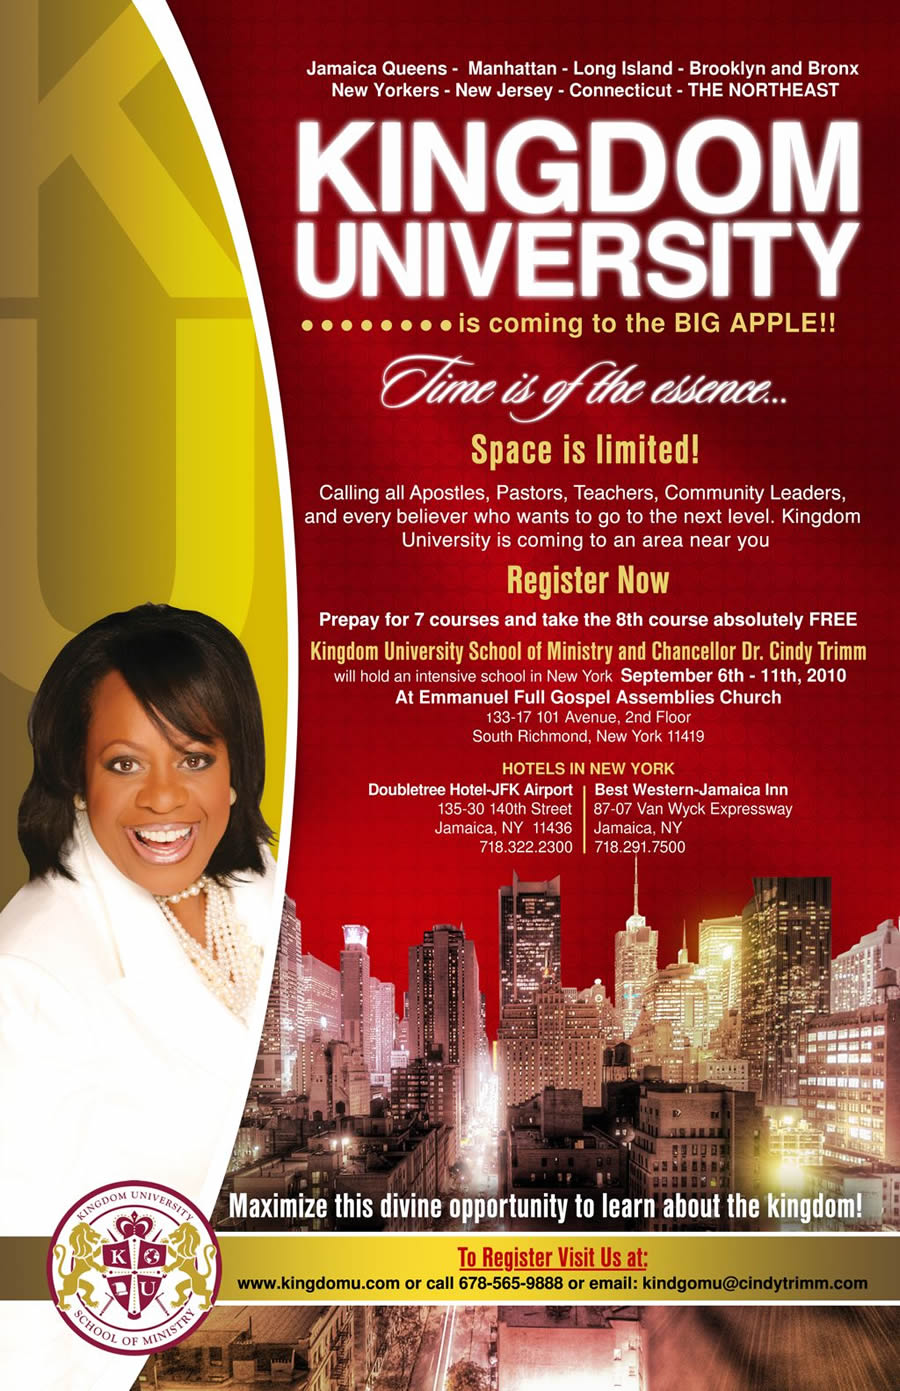 Jamaica Queens - Manhattan - Long Island - Brooklyn and Bronx
New Yorkers - New Jersey - Connecticut - THE NORTHEAST
KINGDOM
UNIVERSITY
........is coming to the BIG APPLE!!
Time is of the essence...
Space is limited!
Calling all Apostles, Pastors, Teachers, Community Leaders,
and every believer who wants to go to the next level. Kingdom
University is coming to an area near you
Register Now
Prepay for 7 courses and take the 8th course absolutely FREE
Kingdom University School of Ministry and Chancellor Dr. Cindy Trimm
will hold an intensive school in New York September 6th - 11th, 2010
At Emmanuel Full Gospel Assemblies Church
133-17 101 Avenue, 2nd Floor
South Richmond, New York 11419
HOTELS IN NEW YORK
Doubletree Hotel-JFK Airport
135-30 140th Street
Jamaica, NY 11436
718.322.2300
Best Western-Jamaica Inn
87-07 Van Wyck Expressway
Jamaica, NY
718.291.7500
Maximize this divine opportunity to learn about the kingdom!
To Register Visit Us at:
www.kingdomu.com or call 678-565-9888 or email: kindgomu@cindytrimm.com
KINGDOM UNIVERSITY
K
U
SCHOOL OF MINISTRY
K
U